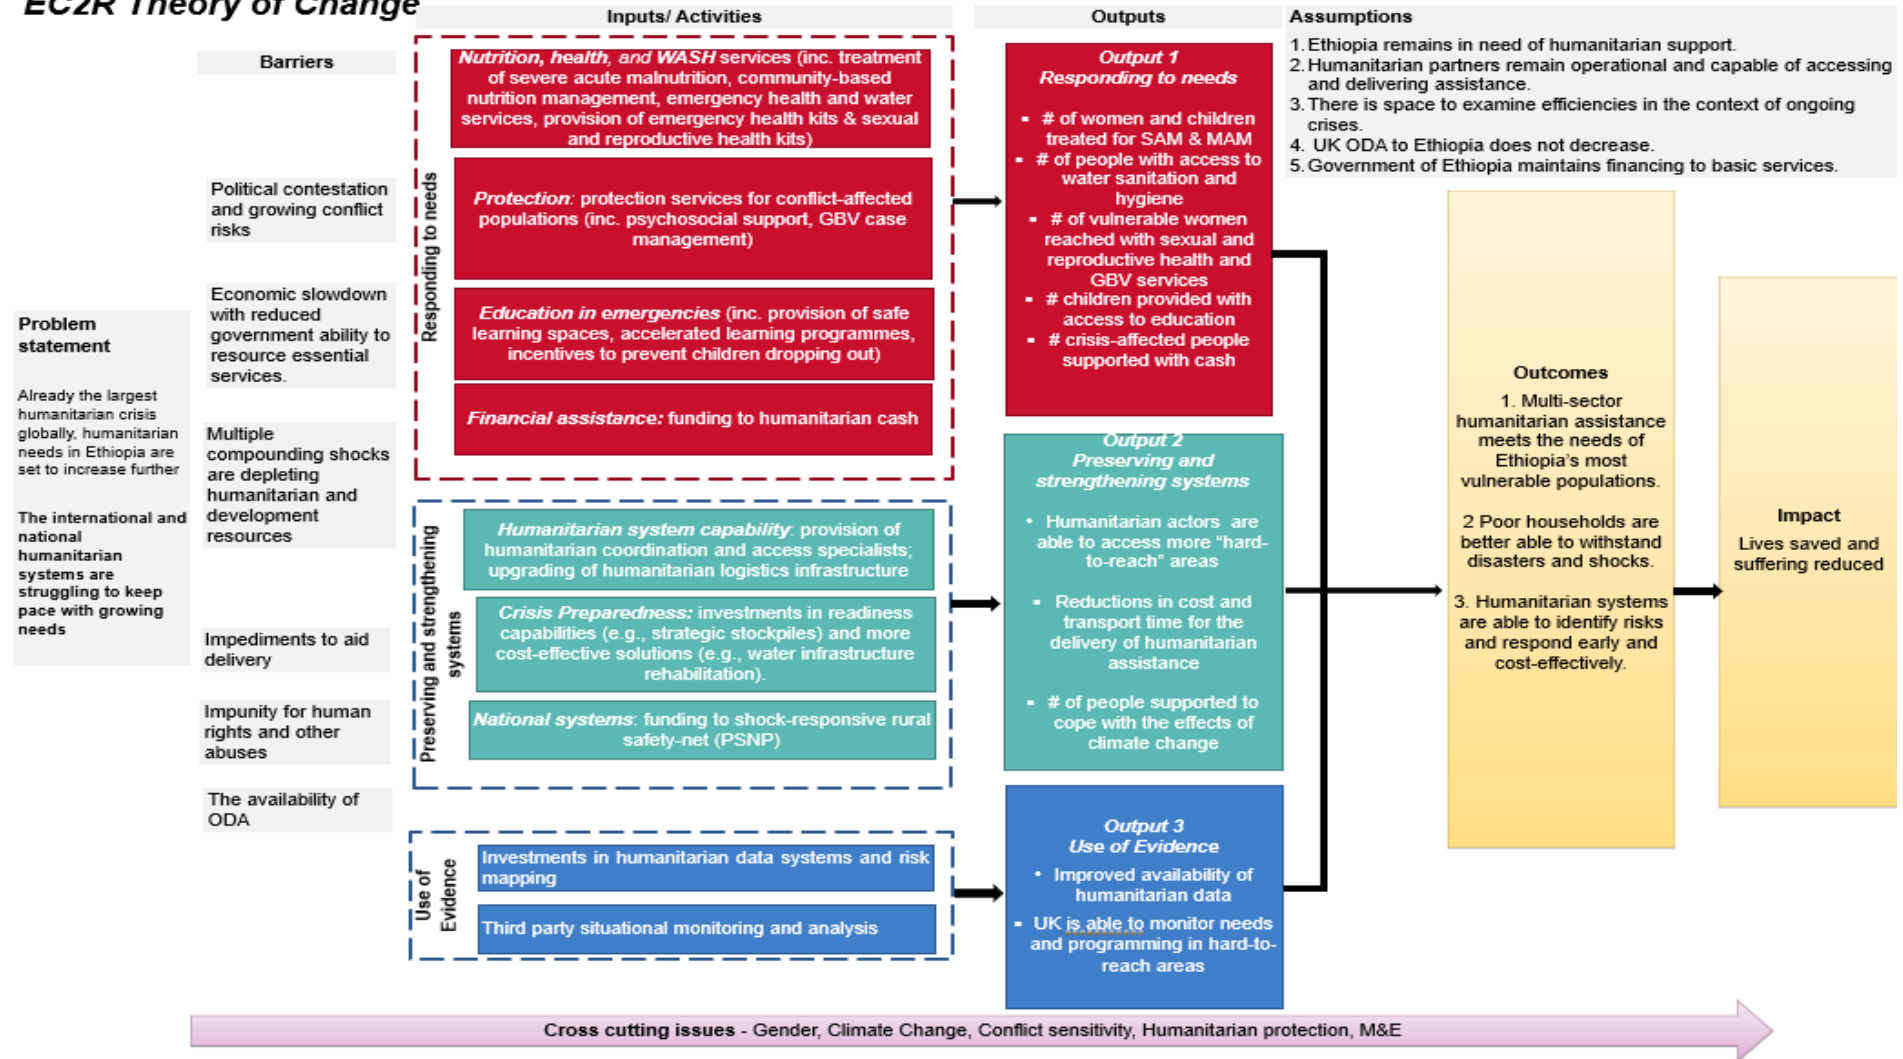 EC2R Theory of Change
Problem
statement
Already the largest
humanitarian crisis
globally, humanitarian
needs in Ethiopia are
set to increase further
The international and
national
humanitarian
systems are
struggling to keep
pace with growing
needs
Barriers
Political contestation
and growing conflict
risks
Economic slowdown
with reduced
government ability to
resource essential
services.
Multiple
compounding shocks
are depleting
humanitarian and
development
resources
Impediments to aid
delivery
Impunity for human
rights and other
abuses
The availability of
ODA
Inputs/ Activities
Responding to needs
Nutrition, health, and WASH services (inc. treatment
of severe acute malnutrition, community-based
nutrition management, emergency health and water
services, provision of emergency health kits & sexual
and reproductive health kits)
Protection: protection services for conflict-affected
populations (inc. psychosocial support, GBV case
management)
Education in emergencies (inc. provision of safe
learning spaces, accelerated learning programmes,
incentives to prevent children dropping out)
Financial assistance: funding to humanitarian cash
Preserving and strengthening
systems
Humanitarian system capability: provision of
humanitarian coordination and access specialists;
upgrading of humanitarian logistics infrastructure
Crisis Preparedness: investments in readiness
capabilities (e.g., strategic stockpiles) and more
cost-effective solutions (e.g., water infrastructure
rehabilitation).
National systems: funding to shock-responsive rural
safety-net (PSNP)
Use of
Evidence
Investments in humanitarian data systems and risk
mapping
Third party situational monitoring and analysis
Outputs
Output 1
Responding to needs
▪ # of women and children
treated for SAM & MAM
▪ # of people with access to
water sanitation and
hygiene
▪ # of vulnerable women
reached with sexual and
reproductive health and
GBV services
▪ # children provided with
access to education
▪ # crisis-affected people
supported with cash
Output 2
Preserving and
strengthening systems
• Humanitarian actors are
able to access more “hard-
to-reach” areas
▪ Reductions in cost and
transport time for the
delivery of humanitarian
assistance
▪ # of people supported to
cope with the effects of
climate change
Output 3
Use of Evidence
• Improved availability of
humanitarian data
▪ UK is able to monitor needs
and programming in hard-to-
reach areas
Assumptions
1. Ethiopia remains in need of humanitarian support.
2. Humanitarian partners remain operational and capable of accessing
and delivering assistance.
3. There is space to examine efficiencies in the context of ongoing
crises.
4. UK ODA to Ethiopia does not decrease.
5. Government of Ethiopia maintains financing to basic services.
Outcomes
1. Multi-sector
humanitarian assistance
meets the needs of
Ethiopia’s most
vulnerable populations.
2 Poor households are
better able to withstand
disasters and shocks.
3. Humanitarian systems
are able to identify risks
and respond early and
cost-effectively.
Impact
Lives saved and
suffering reduced
Cross cutting issues - Gender, Climate Change, Conflict sensitivity, Humanitarian protection, M&E